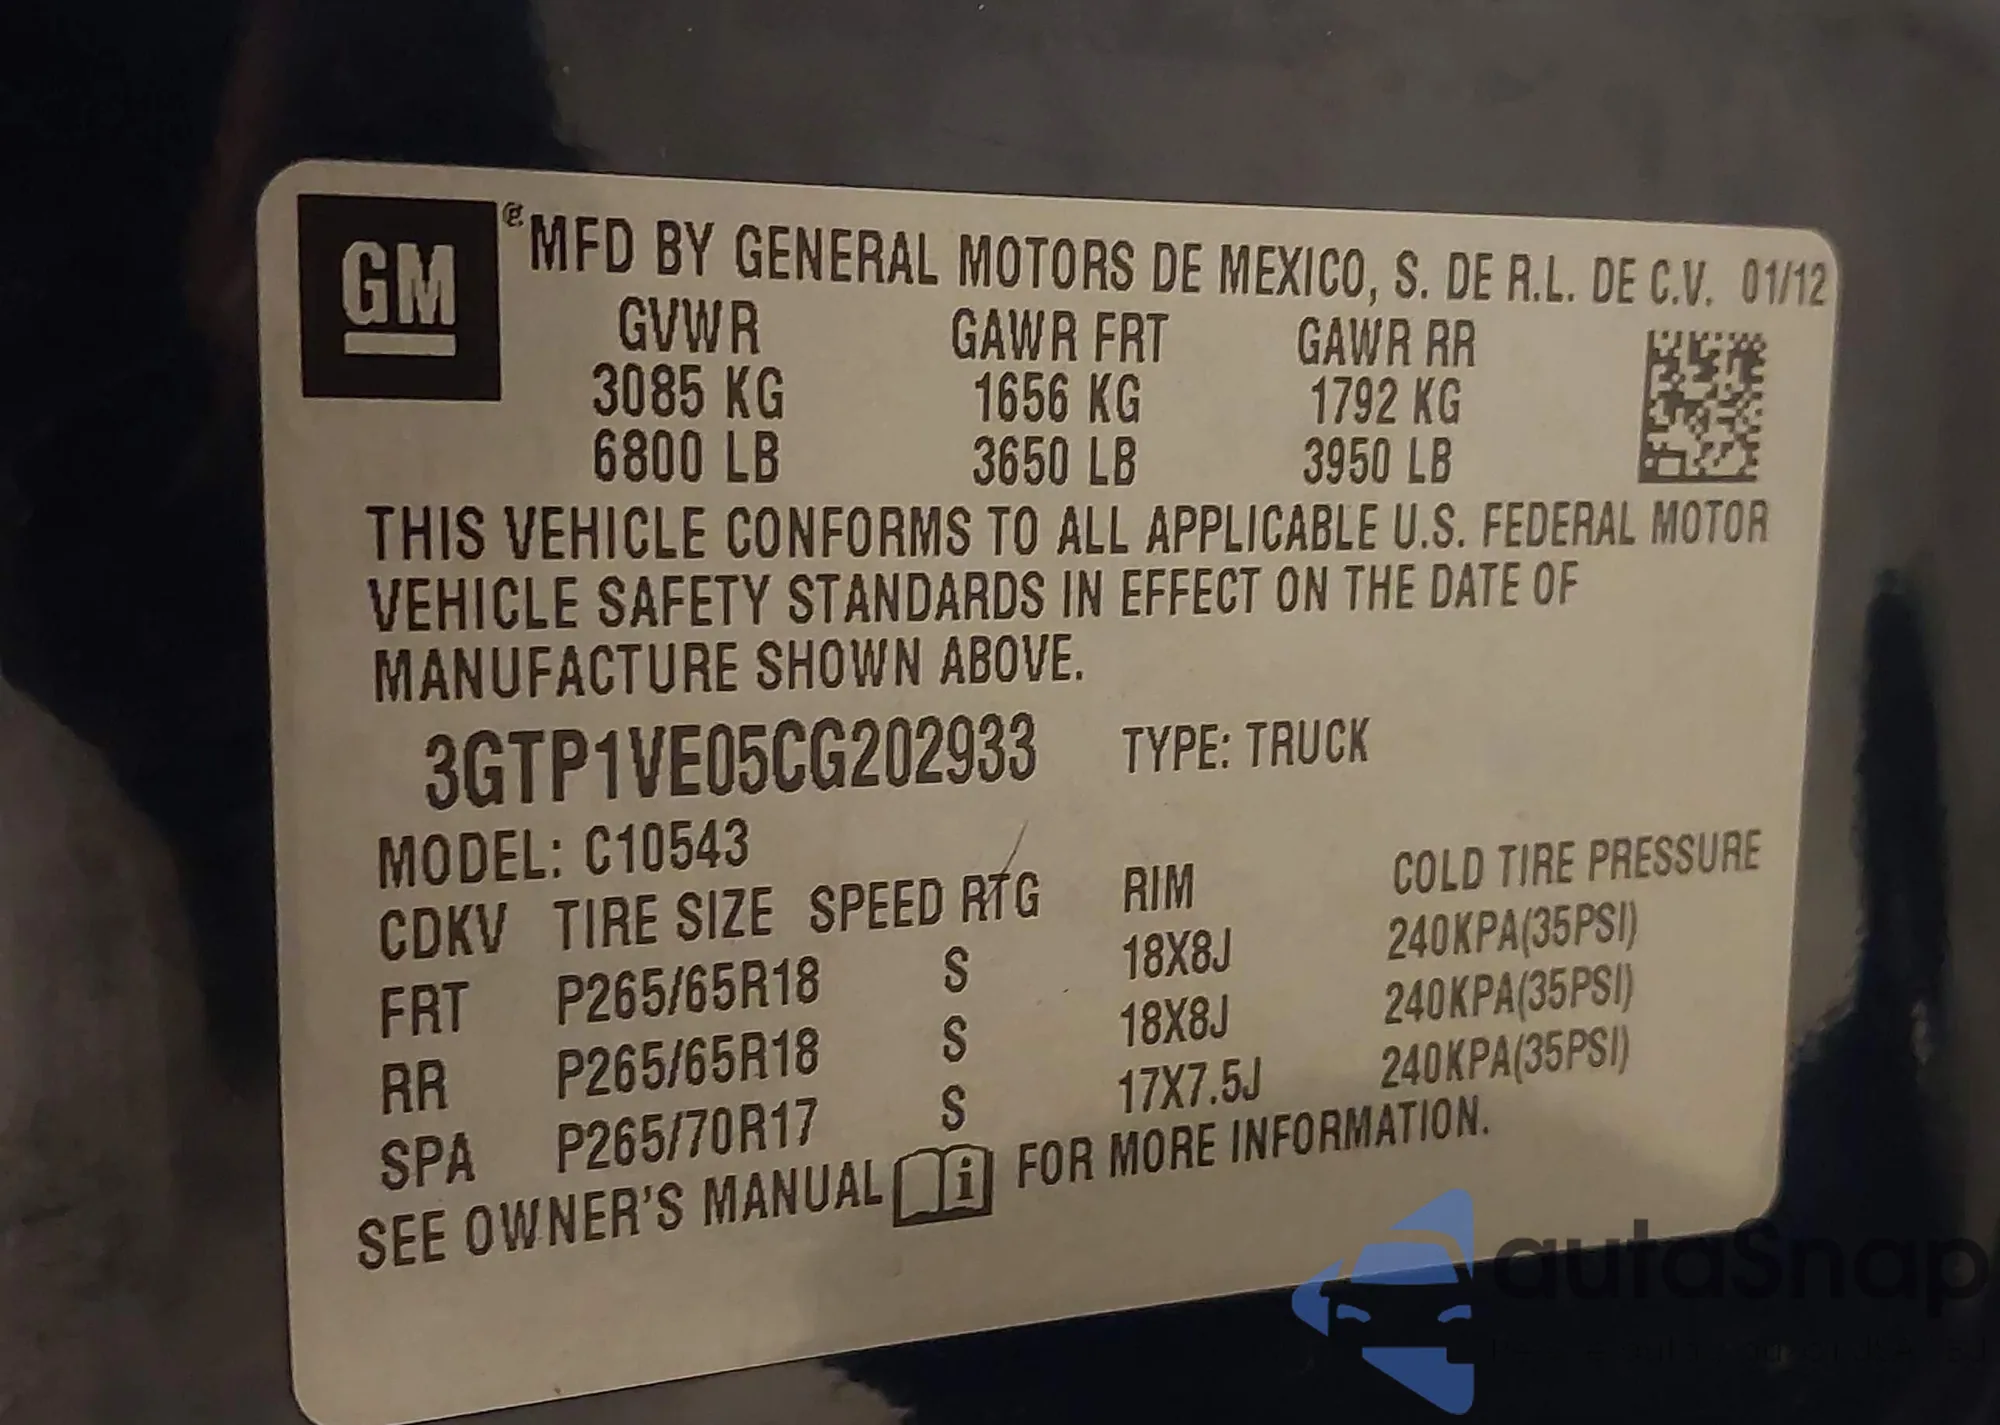 GM
MFD BY GENERAL MOTORS DE MEXICO, S. DE R.L. DE C.V. 01/12
GVWR GAWR FRT GAWR RR
3085 KG 1656 KG 1792 KG
6800 LB 3650 LB 3950 LB
THIS VEHICLE CONFORMS TO ALL APPLICABLE U.S. FEDERAL MOTOR
VEHICLE SAFETY STANDARDS IN EFFECT ON THE DATE OF
MANUFACTURE SHOWN ABOVE.
3GTP1VE05CG202933 TYPE: TRUCK
MODEL: C10543
CDKV TIRE SIZE SPEED RTG RIM COLD TIRE PRESSURE
FRT P265/65R18 S 18X8J 240KPA(35PSI)
RR P265/65R18 S 18X8J 240KPA(35PSI)
SPA P265/70R17 S 17X7.5J 240KPA(35PSI)
SEE OWNER'S MANUAL i FOR MORE INFORMATION.
autaSnap